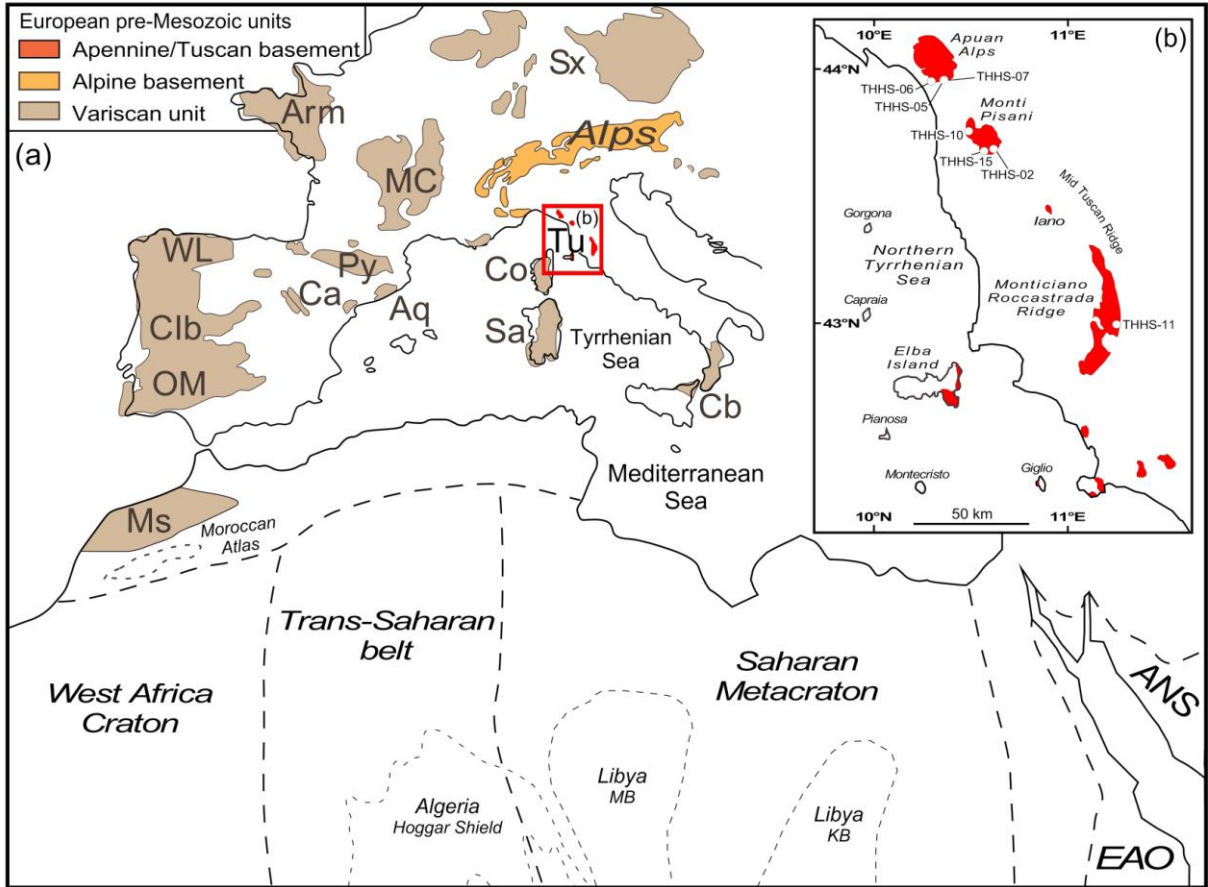 European pre-Mesozoic units
Apennine/Tuscan basement
Alpine basement
Variscan unit
(a)
Arm
Sx
MC
Alps
(b)
Tu
WL
Py
Ca
CIb
Aq
OM
Co
Sa
Tyrrhenian
Sea
Cb
Mediterranean
Sea
Ms
Moroccan
Atlas
Trans-Saharan
belt
West Africa
Craton
Saharan
Metacraton
ANS
Algeria
Hoggar Shield
Libya
MB
Libya
KB
EAO
(b)
Apuan
Alps
44°N
THHS-06
THHS-07
THHS-05
Monti
Pisani
THHS-10
THHS-15
THHS-02
Mid Tuscan Ridge
Iano
Gorgona
Northern
Tyrrhenian
Sea
Monticiano
Roccastrada
Ridge
Capraia
43°N
THHS-11
Elba
Island
Pianosa
Montecristo
Giglio
10°N
11°E
50 km
10°N
11°E